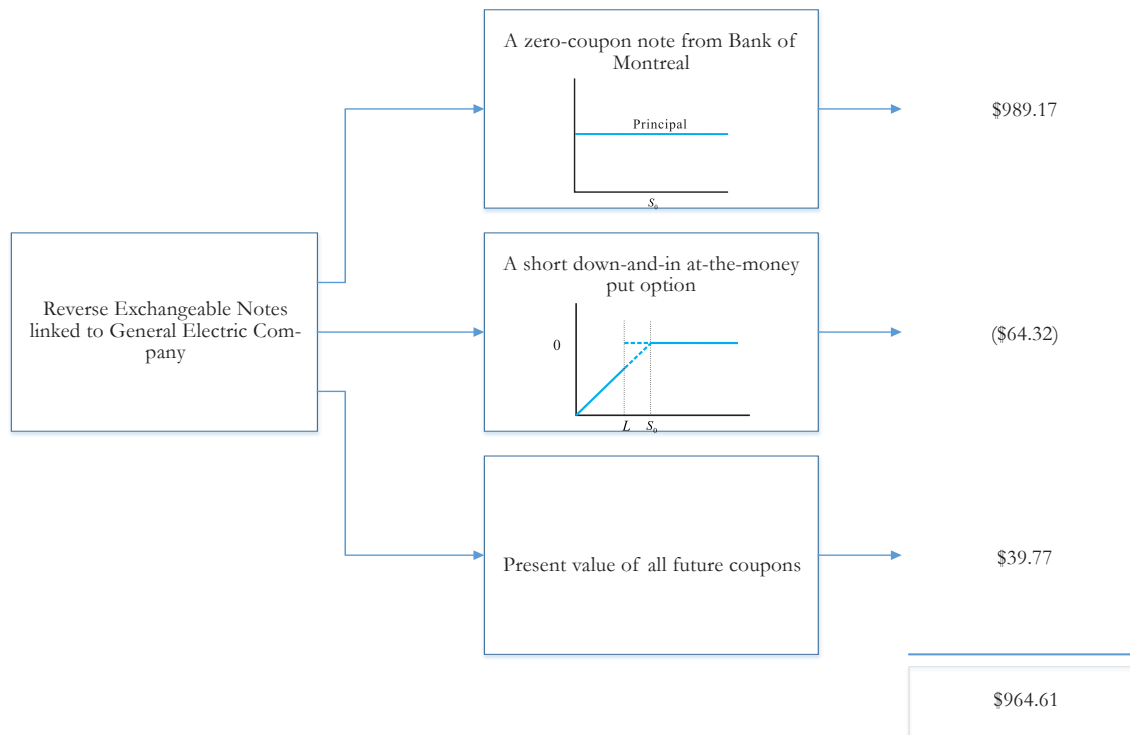 A zero-coupon note from Bank of
Montreal
Principal
S₀
$989.17
Reverse Exchangeable Notes
linked to General Electric Com-
pany
A short down-and-in at-the-money
put option
0
L S₀
($64.32)
Present value of all future coupons
$39.77
$964.61